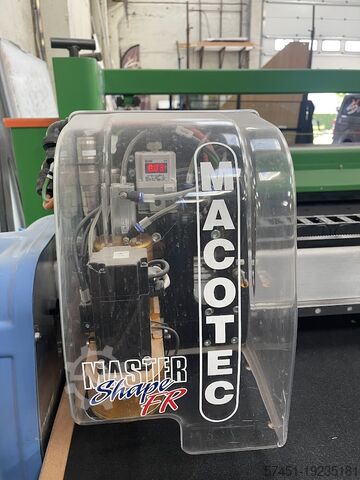 MACOTEC
MASTER
Shape
FR
57451-19235181